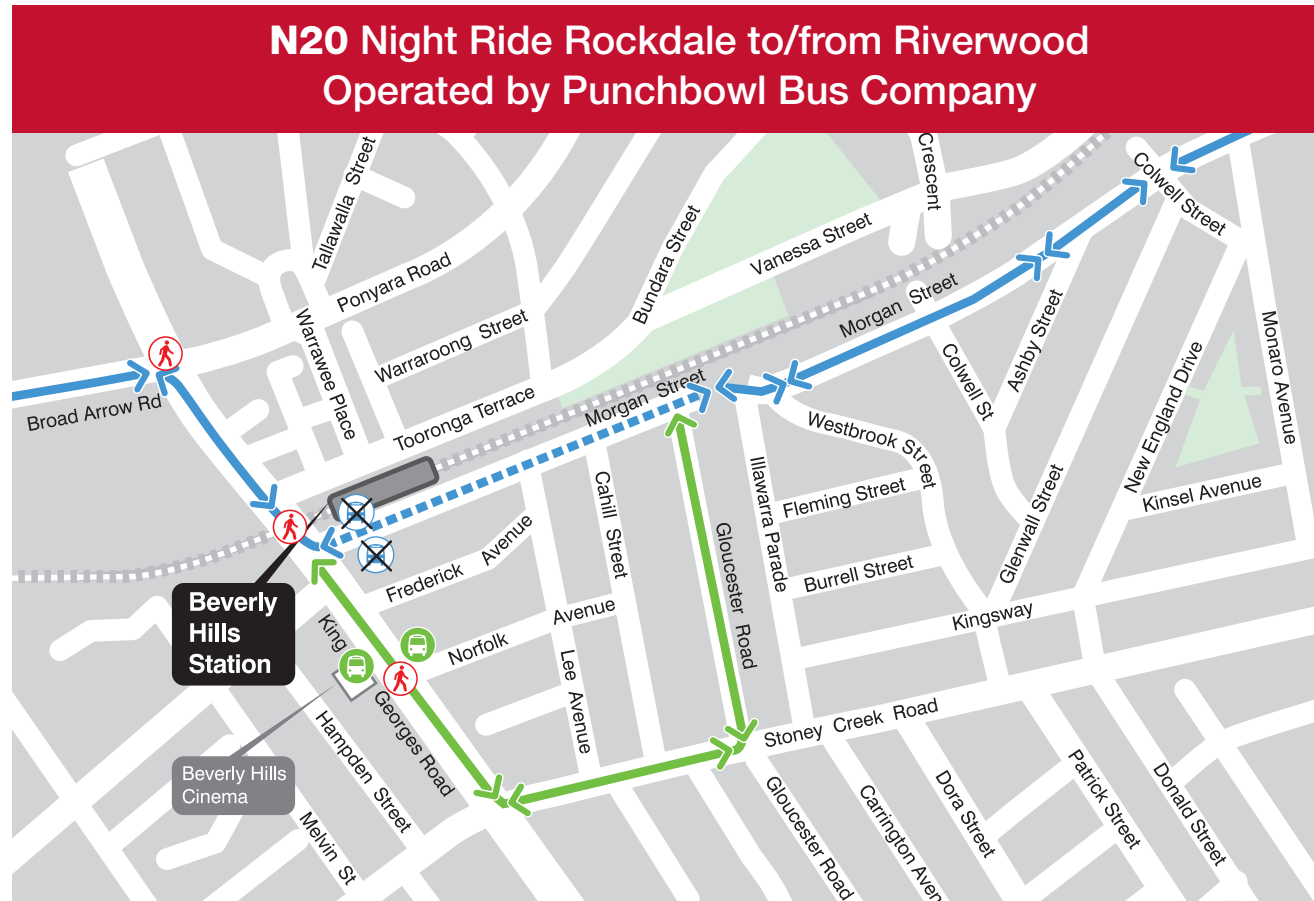 N20 Night Ride Rockdale to/from Riverwood
Operated by Punchbowl Bus Company
Tallawalla Street
Ponyara Road
Bundara Street
Vanessa Street
Crescent
Colwell Street
Warrawee Place
Warraroong Street
Morgan Street
Ashby Street
Colwell St
Monaro Avenue
Broad Arrow Rd
Tooronga Terrace
Morgan Street
New England Drive
Westbrook Street
Illawarra Parade
Fleming Street
Kinsel Avenue
Cahill Street
Glenwall Street
Gloucester Road
Frederick Avenue
Burrell Street
Beverly
Hills
Station
King Georges Road
Norfolk Avenue
Kingsway
Lee Avenue
Stoney Creek Road
Hampden Street
Beverly Hills
Cinema
Melvin St
Gloucester Road
Carrington Aven
Dora Street
Patrick Street
Donald Street